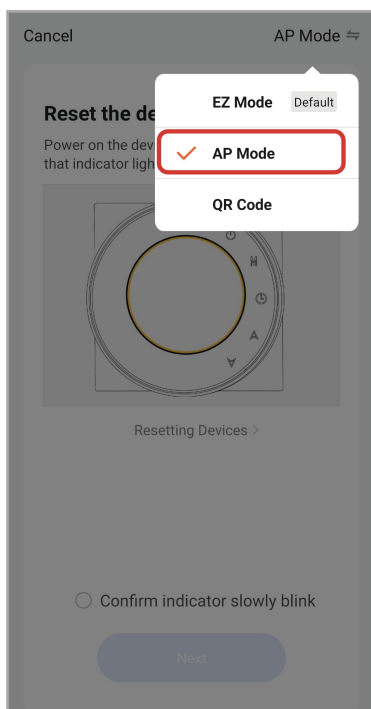 Cancel
AP Mode
EZ Mode Default
AP Mode
QR Code
Reset the de
Power on the dev
that indicator ligh
Resetting Devices >
Confirm indicator slowly blink
Next